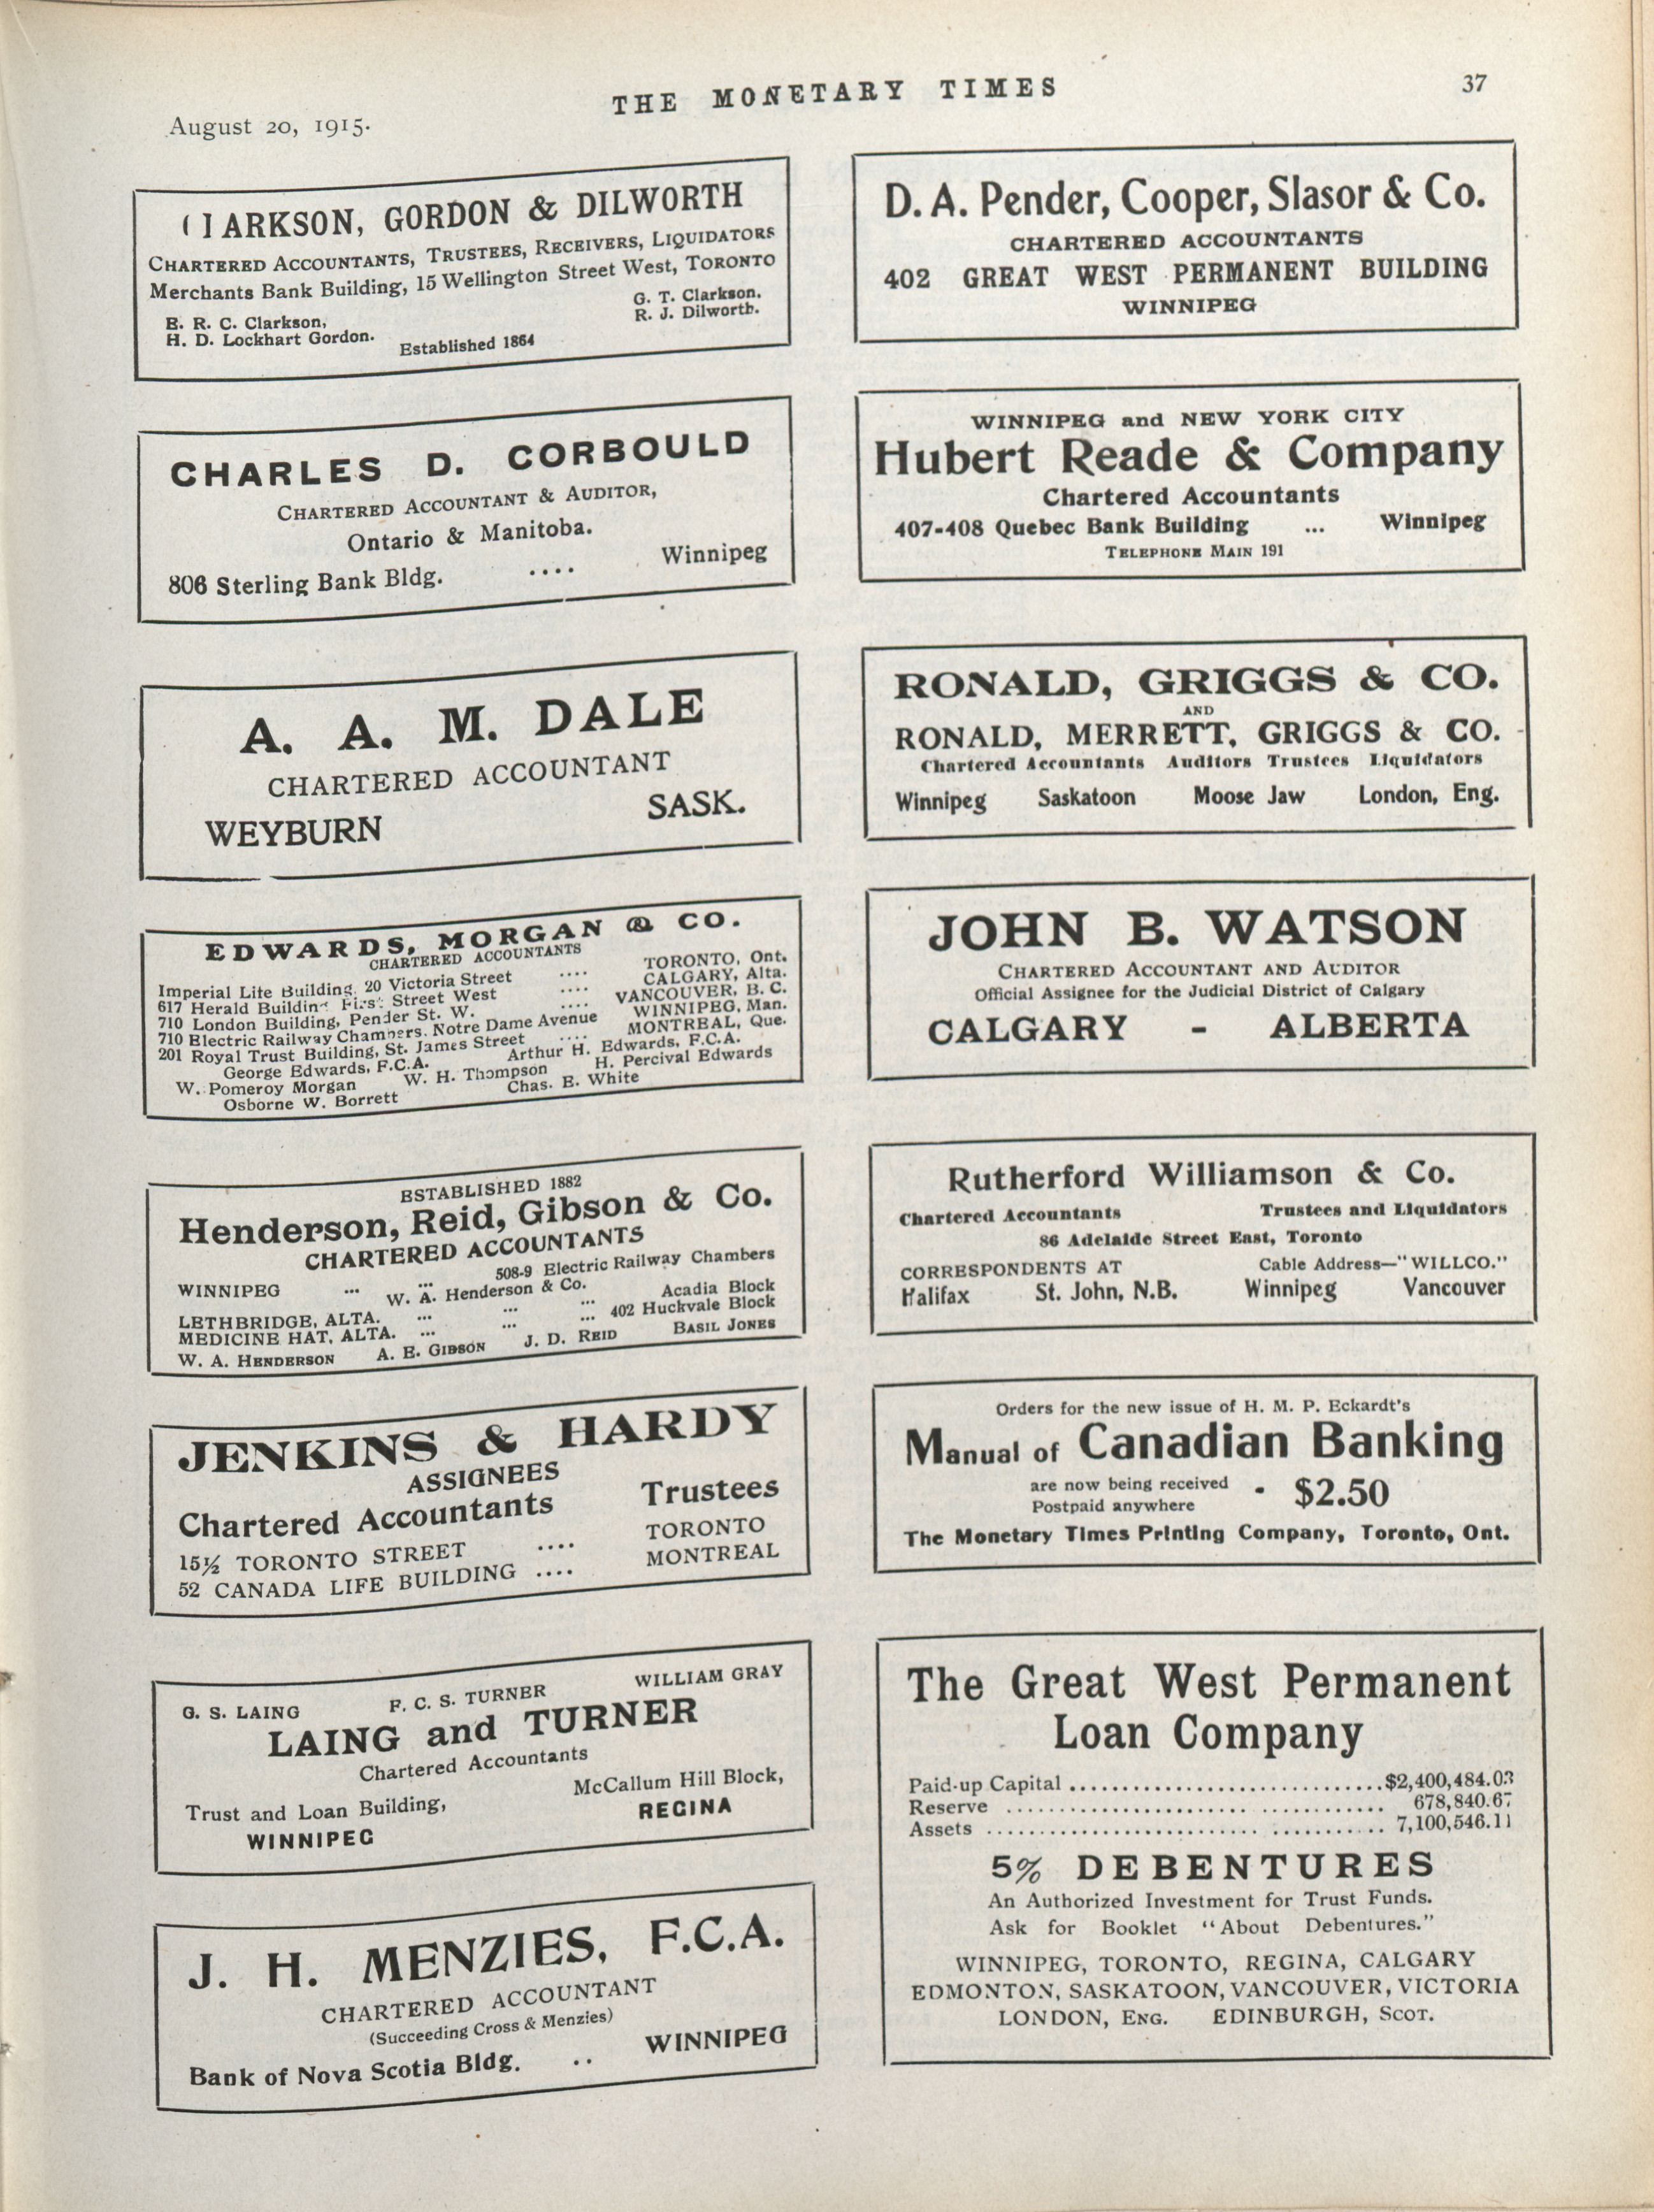 August 20, 1915.
THE MONETARY TIMES
37
ARKSON, GORDON & DILWORTH
CHARTERED ACCOUNTANTS, TRUSTEES, RECEIVERS, LIQUIDATORS
Merchants Bank Building, 15 Wellington Street West, TORONTO
E. R. C. Clarkson, G. T. Clarkson.
H. D. Lockhart Gordon. R. J. Dilworth.
Established 1864
CHARLES D. CORBOULD
CHARTERED ACCOUNTANT & AUDITOR,
Ontario & Manitoba.
806 Sterling Bank Bldg. .... Winnipeg
A. A. M. DALE
CHARTERED ACCOUNTANT
WEYBURN SASK.
EDWARDS, MORGAN & CO.
CHARTERED ACCOUNTANTS
Imperial Life Building, 20 Victoria Street .... TORONTO, Ont.
617 Herald Building, First Street West .... CALGARY, Alta.
710 London Building, Pender St. W. .... VANCOUVER, B. C.
710 Electric Railway Chambers, Notre Dame Avenue WINNIPEG, Man.
201 Royal Trust Building, St. James Street .... MONTREAL, Que.
George Edwards, F.C.A. Arthur H. Edwards, F.C.A.
W. Pomeroy Morgan W. H. Thompson H. Percival Edwards
Osborne W. Borrett Chas. E. White
ESTABLISHED 1882
Henderson, Reid, Gibson & Co.
CHARTERED ACCOUNTANTS
WINNIPEG ... ... 508-9 Electric Railway Chambers
W. A. Henderson & Co.
LETHBRIDGE, ALTA. ... ... ... Acadia Block
MEDICINE HAT, ALTA. ... ... ... 402 Huckvale Block
W. A. HENDERSON A. E. GIBSON J. D. REID BASIL JONES
JENKINS & HARDY
ASSIGNEES
Chartered Accountants Trustees
15½ TORONTO STREET .... TORONTO
52 CANADA LIFE BUILDING .... MONTREAL
G. S. LAING F. C. S. TURNER WILLIAM GRAY
LAING and TURNER
Chartered Accountants
Trust and Loan Building, McCallum Hill Block,
WINNIPEG REGINA
J. H. MENZIES, F.C.A.
CHARTERED ACCOUNTANT
(Succeeding Cross & Menzies)
Bank of Nova Scotia Bldg. .. WINNIPEG
D. A. Pender, Cooper, Slasor & Co.
CHARTERED ACCOUNTANTS
402 GREAT WEST PERMANENT BUILDING
WINNIPEG
WINNIPEG and NEW YORK CITY
Hubert Reade & Company
Chartered Accountants
407-408 Quebec Bank Building ... Winnipeg
TELEPHONE MAIN 191
RONALD, GRIGGS & CO.
AND
RONALD, MERRETT, GRIGGS & CO.
Chartered Accountants Auditors Trustees Liquidators
Winnipeg Saskatoon Moose Jaw London, Eng.
JOHN B. WATSON
CHARTERED ACCOUNTANT AND AUDITOR
Official Assignee for the Judicial District of Calgary
CALGARY - ALBERTA
Rutherford Williamson & Co.
Chartered Accountants Trustees and Liquidators
86 Adelaide Street East, Toronto
CORRESPONDENTS AT Cable Address—"WILLCO."
Halifax St. John, N.B. Winnipeg Vancouver
Orders for the new issue of H. M. P. Eckardt's
Manual of Canadian Banking
are now being received
Postpaid anywhere - $2.50
The Monetary Times Printing Company, Toronto, Ont.
The Great West Permanent
Loan Company
Paid-up Capital ..............................$2,400,484.03
Reserve .................................... 678,840.67
Assets ..................................... 7,100,546.11
5% DEBENTURES
An Authorized Investment for Trust Funds.
Ask for Booklet "About Debentures."
WINNIPEG, TORONTO, REGINA, CALGARY
EDMONTON, SASKATOON, VANCOUVER, VICTORIA
LONDON, ENG. EDINBURGH, SCOT.